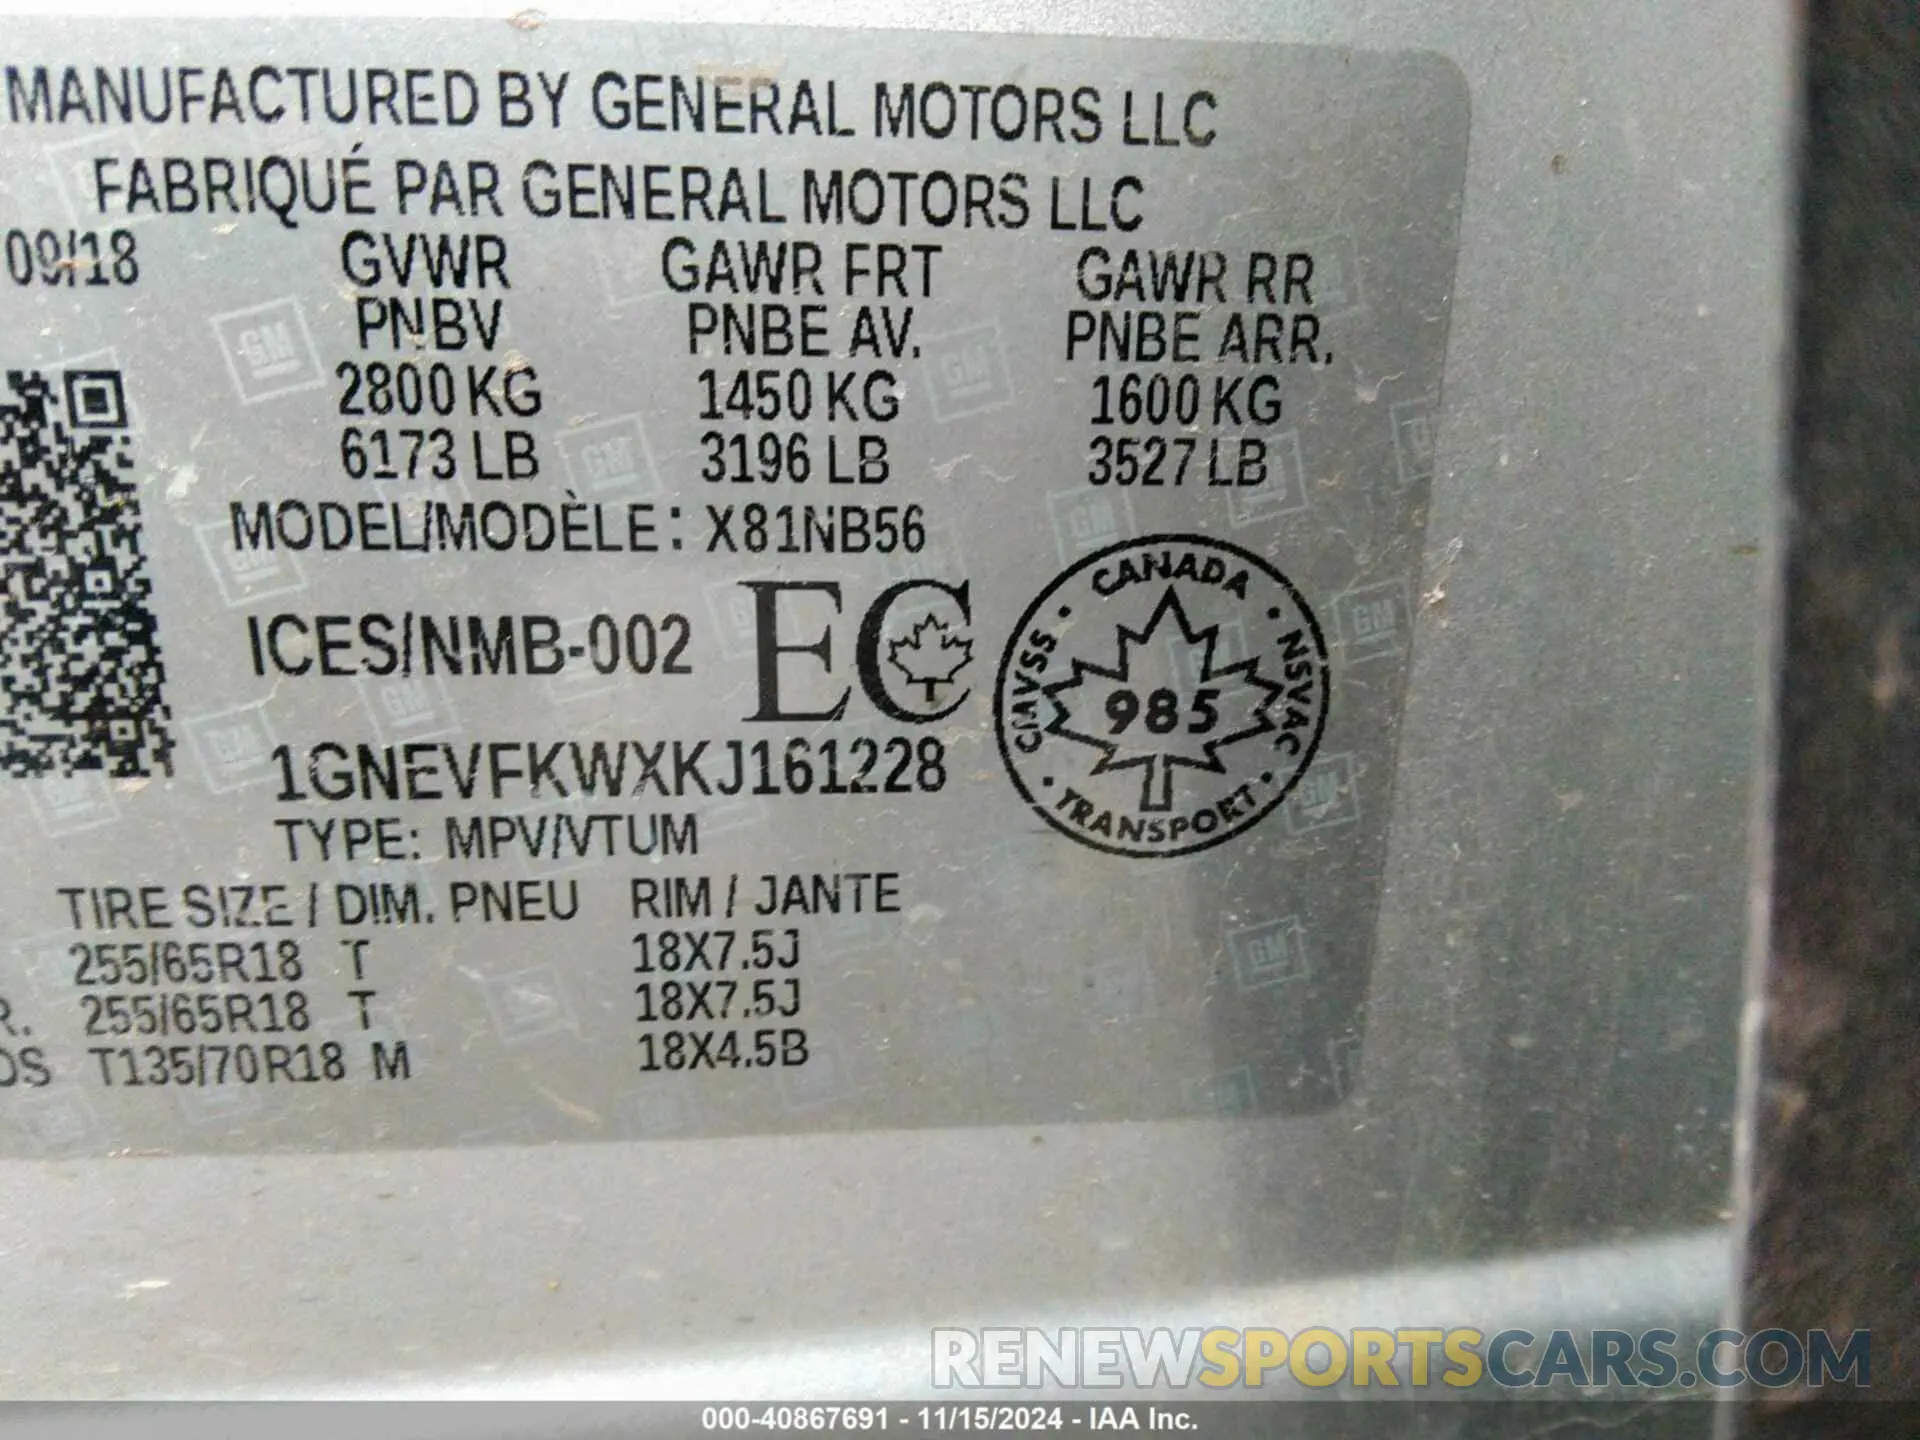 MANUFACTURED BY GENERAL MOTORS LLC
FABRIQUÉ PAR GENERAL MOTORS LLC
09/18 GVWR GAWR FRT GAWR RR
PNBV PNBE AV. PNBE ARR.
2800 KG 1450 KG 1600 KG
6173 LB 3196 LB 3527 LB
MODEL/MODÈLE: X81NB56
ICES/NMB-002 EC
CANADA
CMVSS 985 NSVAC
TRANSPORT
1GNEVFKWXKJ161228
TYPE: MPV/VTUM
TIRE SIZE / DIM. PNEU RIM / JANTE
255/65R18 T 18X7.5J
R. 255/65R18 T 18X7.5J
OS T135/70R18 M 18X4.5B
GM
RENEWSPORTSCARS.COM
000-40867691 - 11/15/2024 - IAA Inc.